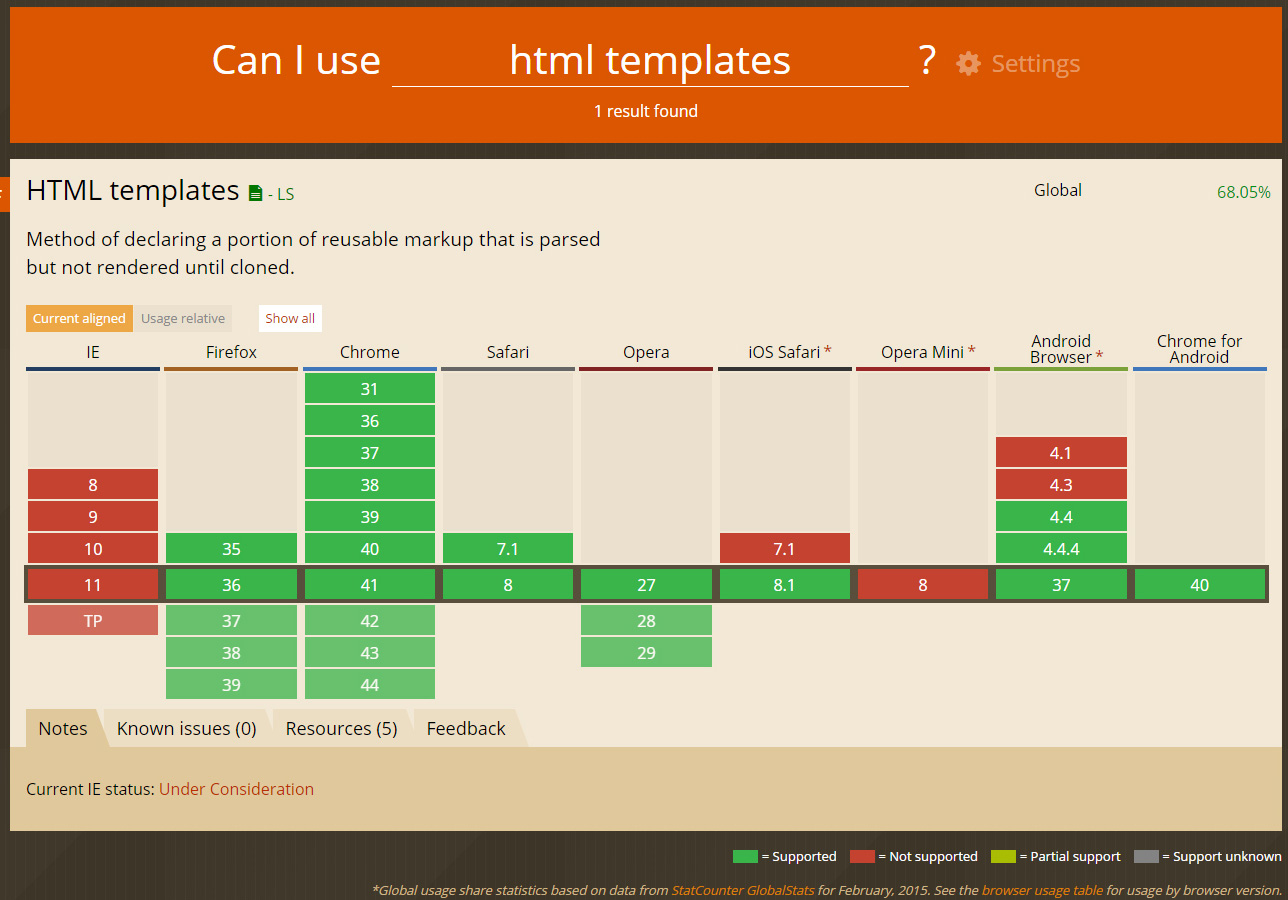 Can I use html templates ? Settings
1 result found
HTML templates - LS Global 68.05%
Method of declaring a portion of reusable markup that is parsed
but not rendered until cloned.
Current aligned Usage relative Show all
IE Firefox Chrome Safari Opera iOS Safari * Opera Mini * Android Browser * Chrome for Android
31
36
37 4.1
8 38 4.3
9 39 4.4
10 35 40 7.1 7.1 4.4.4
11 36 41 8 27 8.1 8 37 40
TP 37 42 28
38 43 29
39 44
Notes Known issues (0) Resources (5) Feedback
Current IE status: Under Consideration
= Supported = Not supported = Partial support = Support unknown
*Global usage share statistics based on data from StatCounter GlobalStats for February, 2015. See the browser usage table for usage by browser version.